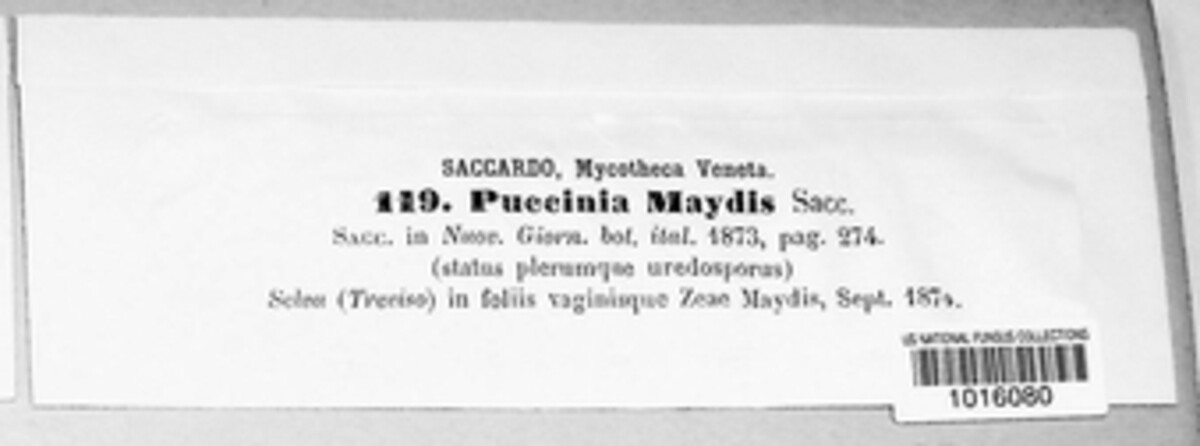 SACCARDO, Mycotheca Veneta.
119. Puccinia Maydis Sacc.
Sacc. in Nuov. Giorn. bot. ital. 1873, pag. 274.
(status plerumque uredosporus)
Selva (Treviso) in foliis vaginisque Zeae Maydis, Sept. 1874.
US NATIONAL FUNGUS COLLECTIONS
1016080